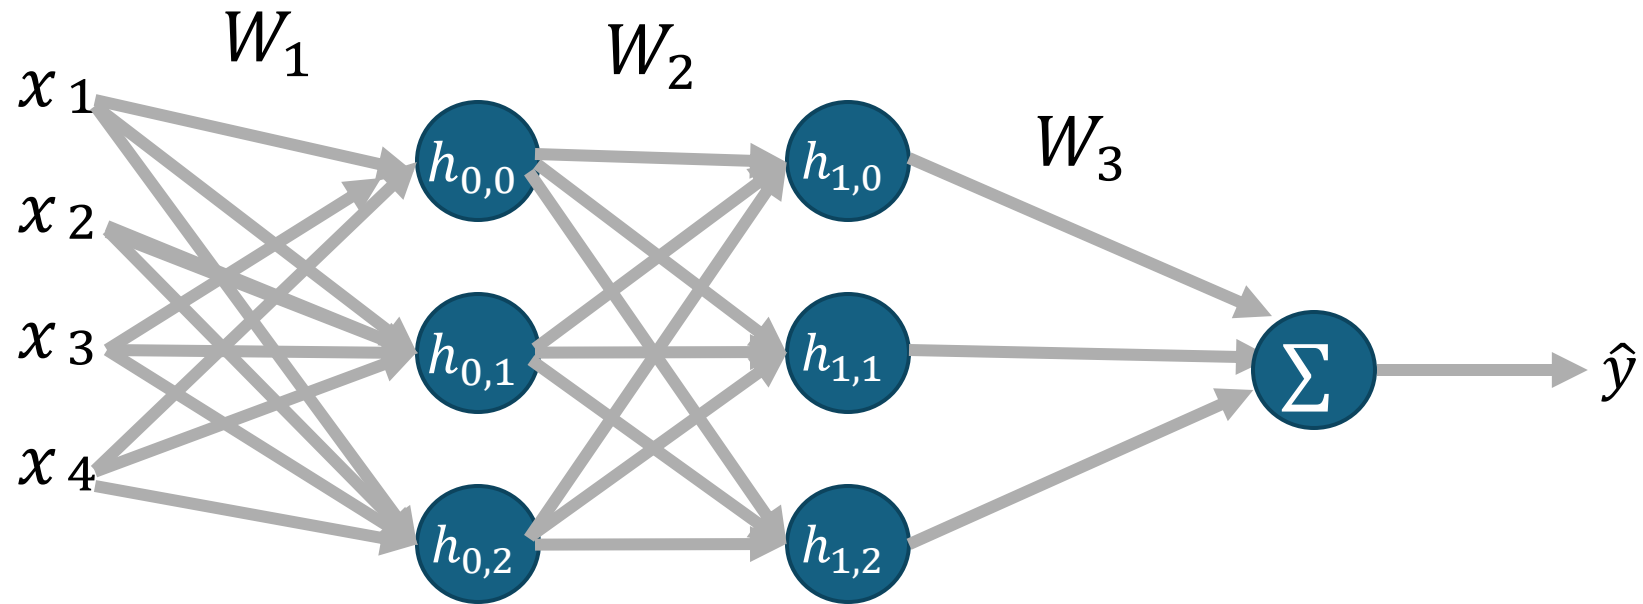 W₁
W₂
W₃
x₁
x₂
x₃
x₄
h₀,₀
h₀,₁
h₀,₂
h₁,₀
h₁,₁
h₁,₂
∑
ŷ